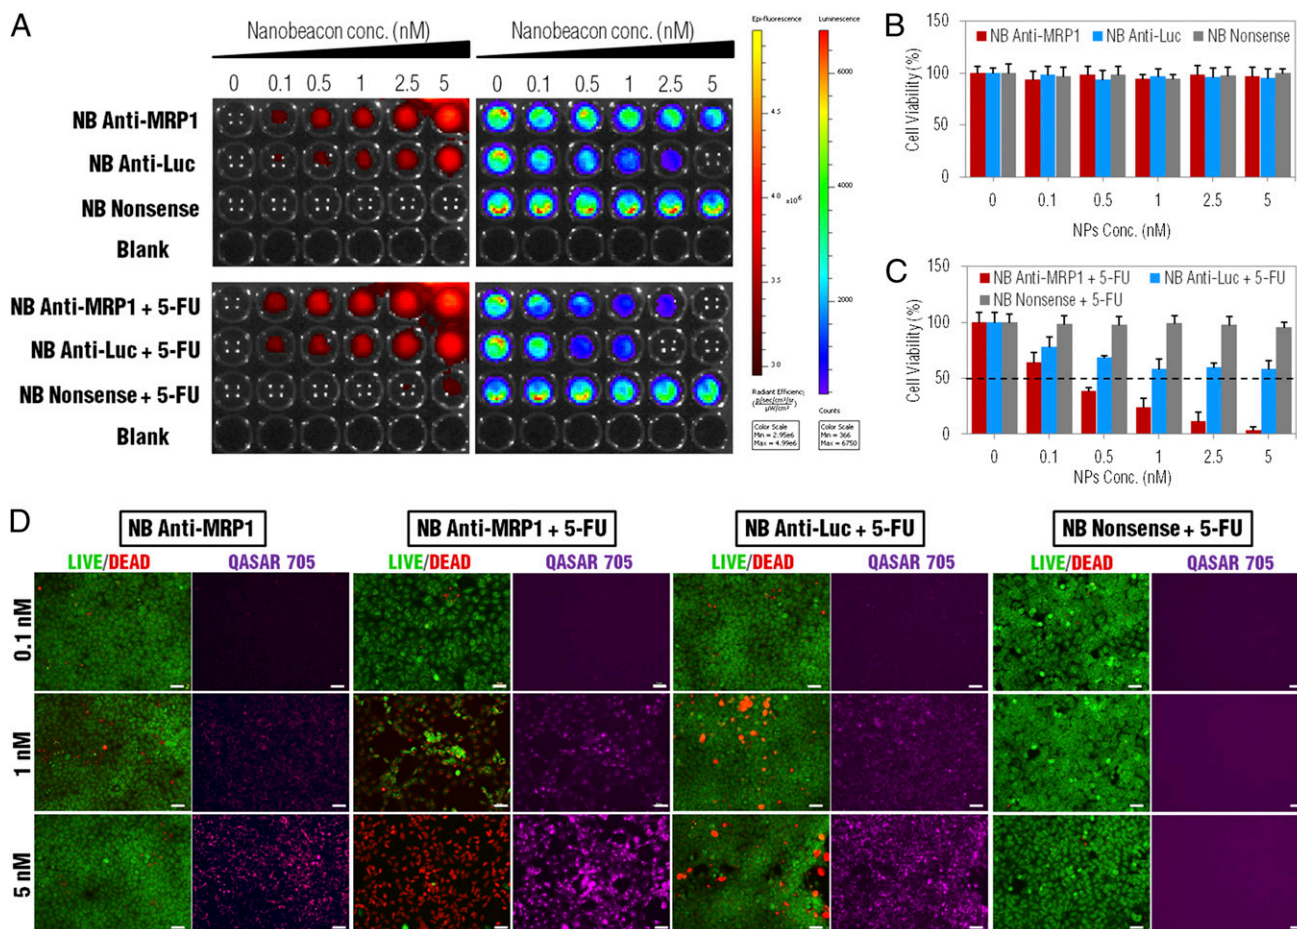 A
Nanobeacon conc. (nM)
Nanobeacon conc. (nM)
0 0.1 0.5 1 2.5 5
0 0.1 0.5 1 2.5 5
NB Anti-MRP1
NB Anti-Luc
NB Nonsense
Blank
NB Anti-MRP1 + 5-FU
NB Anti-Luc + 5-FU
NB Nonsense + 5-FU
Blank
Epi-fluorescence
4.5
4.0
x10⁶
3.5
3.0
Radiant Efficiency
(p/sec/cm²/sr / µW/cm²)
Color Scale
Min = 2.95e6
Max = 4.99e6
Luminescence
6000
4000
2000
Counts
Color Scale
Min = 366
Max = 6750
B
NB Anti-MRP1 NB Anti-Luc NB Nonsense
Cell Viability (%)
150
100
50
0
0 0.1 0.5 1 2.5 5
NPs Conc. (nM)
C
NB Anti-MRP1 + 5-FU NB Anti-Luc + 5-FU
NB Nonsense + 5-FU
Cell Viability (%)
150
100
50
0
0 0.1 0.5 1 2.5 5
NPs Conc. (nM)
D
NB Anti-MRP1 NB Anti-MRP1 + 5-FU NB Anti-Luc + 5-FU NB Nonsense + 5-FU
LIVE/DEAD QASAR 705 LIVE/DEAD QASAR 705 LIVE/DEAD QASAR 705 LIVE/DEAD QASAR 705
0.1 nM
1 nM
5 nM